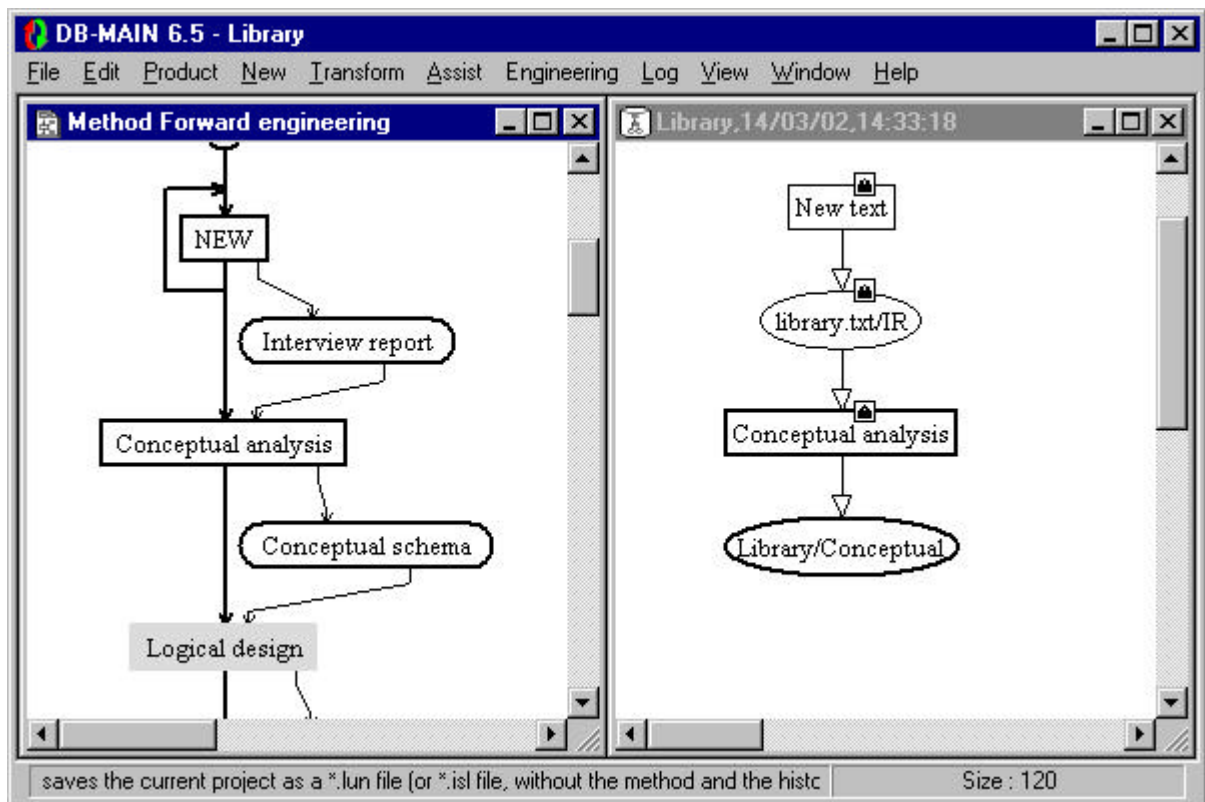 DB-MAIN 6.5 - Library
File Edit Product New Transform Assist Engineering Log View Window Help
Method Forward engineering
NEW
Interview report
Conceptual analysis
Conceptual schema
Logical design
Library,14/03/02,14:33:18
New text
library.txt/IR
Conceptual analysis
Library/Conceptual
saves the current project as a *.lun file (or *.isl file, without the method and the histo
Size : 120